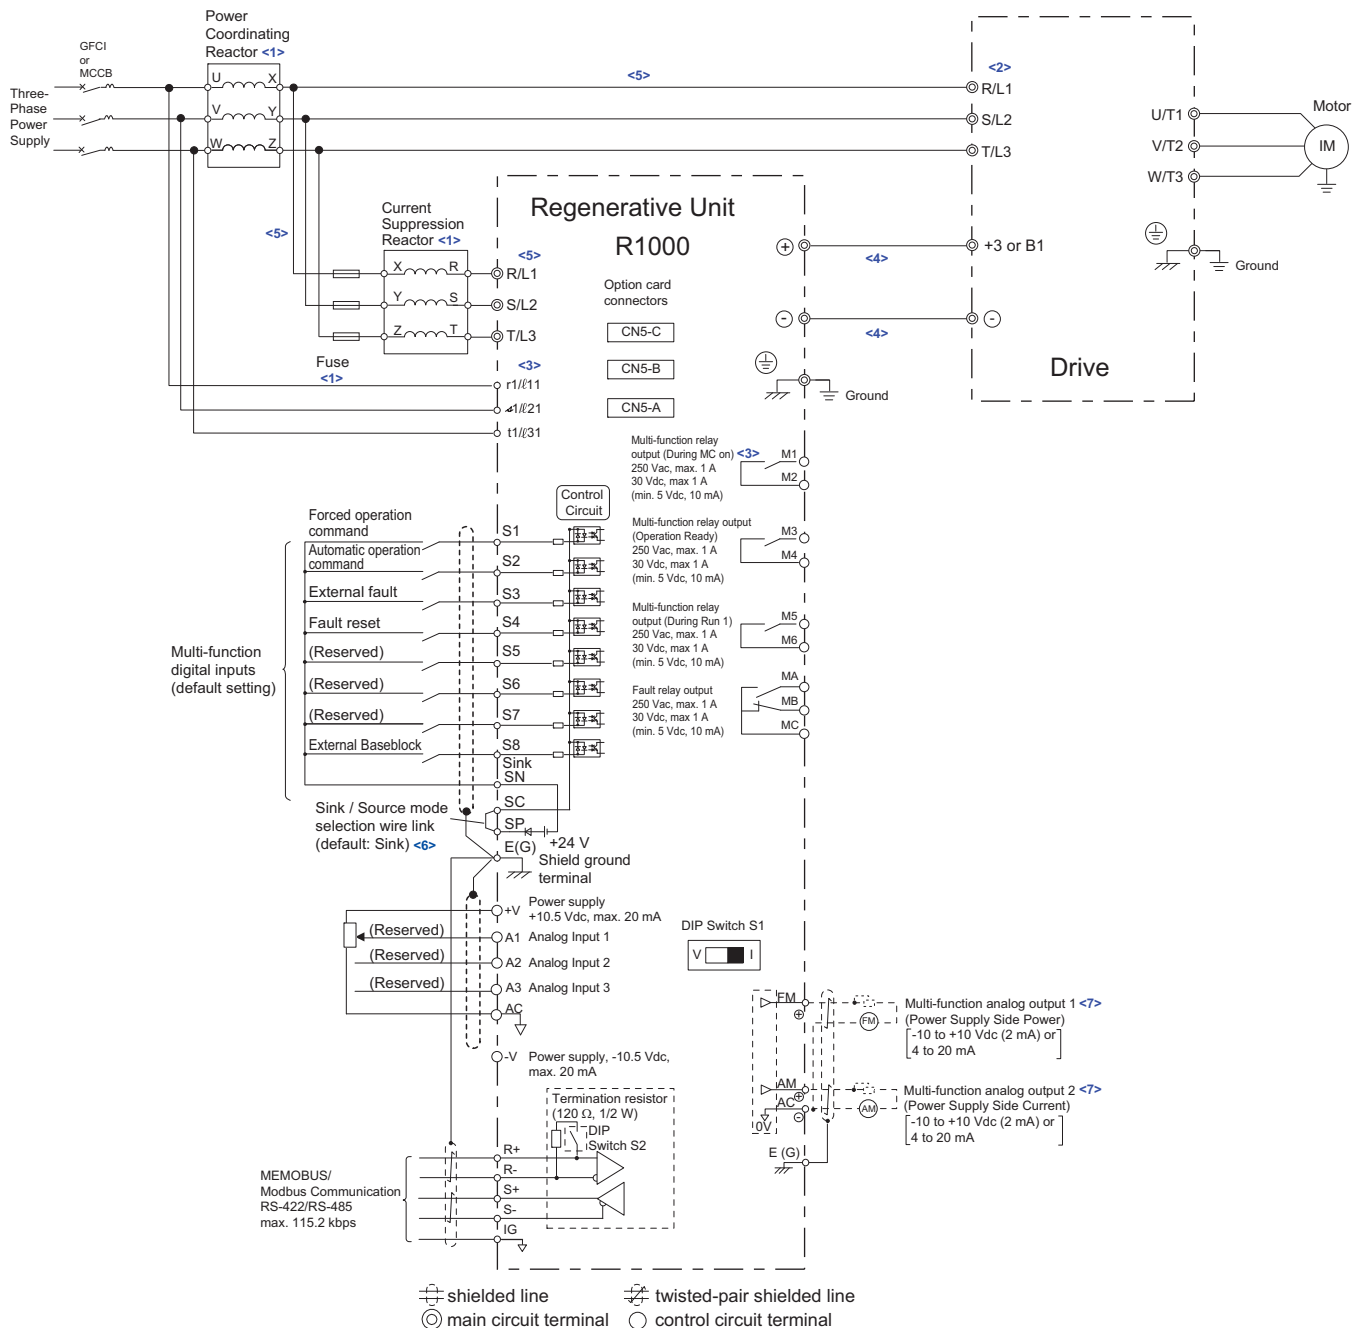 Power
Coordinating
Reactor <1>
GFCI
or
MCCB
Three-
Phase
Power
Supply
U X
V Y
W Z
<5>
<2>
R/L1
S/L2
T/L3
U/T1
V/T2
W/T3
Motor
IM
+3 or B1
-
Ground
Drive
<5>
Current
Suppression
Reactor <1>
X R
Y S
Z T
Fuse
<1>
<5>
R/L1
S/L2
T/L3
<3>
r1/ℓ11
1/ℓ21
t1/ℓ31
Regenerative Unit
R1000
Option card
connectors
CN5-C
CN5-B
CN5-A
+
<4>
-
<4>
Ground
Multi-function relay
output (During MC on) <3>
250 Vac, max. 1 A
30 Vdc, max 1 A
(min. 5 Vdc, 10 mA)
M1
M2
Multi-function relay output
(Operation Ready)
250 Vac, max. 1 A
30 Vdc, max 1 A
(min. 5 Vdc, 10 mA)
M3
M4
Multi-function relay
output (During Run 1)
250 Vac, max. 1 A
30 Vdc, max 1 A
(min. 5 Vdc, 10 mA)
M5
M6
Fault relay output
250 Vac, max. 1 A
30 Vdc, max 1 A
(min. 5 Vdc, 10 mA)
MA
MB
MC
Control
Circuit
Multi-function
digital inputs
(default setting)
Forced operation
command
S1
Automatic operation
command
S2
External fault
S3
Fault reset
S4
(Reserved)
S5
(Reserved)
S6
(Reserved)
S7
External Baseblock
S8
Sink
SN
SC
SP
+24 V
Sink / Source mode
selection wire link
(default: Sink) <6>
E(G)
Shield ground
terminal
+V Power supply
+10.5 Vdc, max. 20 mA
(Reserved) A1 Analog Input 1
(Reserved) A2 Analog Input 2
(Reserved) A3 Analog Input 3
AC
-V Power supply, -10.5 Vdc,
max. 20 mA
DIP Switch S1
V I
FM
+
FM
Multi-function analog output 1 <7>
(Power Supply Side Power)
-10 to +10 Vdc (2 mA) or
4 to 20 mA
AM
+
AC
-
0V
AM
Multi-function analog output 2 <7>
(Power Supply Side Current)
-10 to +10 Vdc (2 mA) or
4 to 20 mA
E (G)
Termination resistor
(120 Ω, 1/2 W)
DIP
Switch S2
MEMOBUS/
Modbus Communication
RS-422/RS-485
max. 115.2 kbps
R+
R-
S+
S-
IG
shielded line
twisted-pair shielded line
main circuit terminal
control circuit terminal